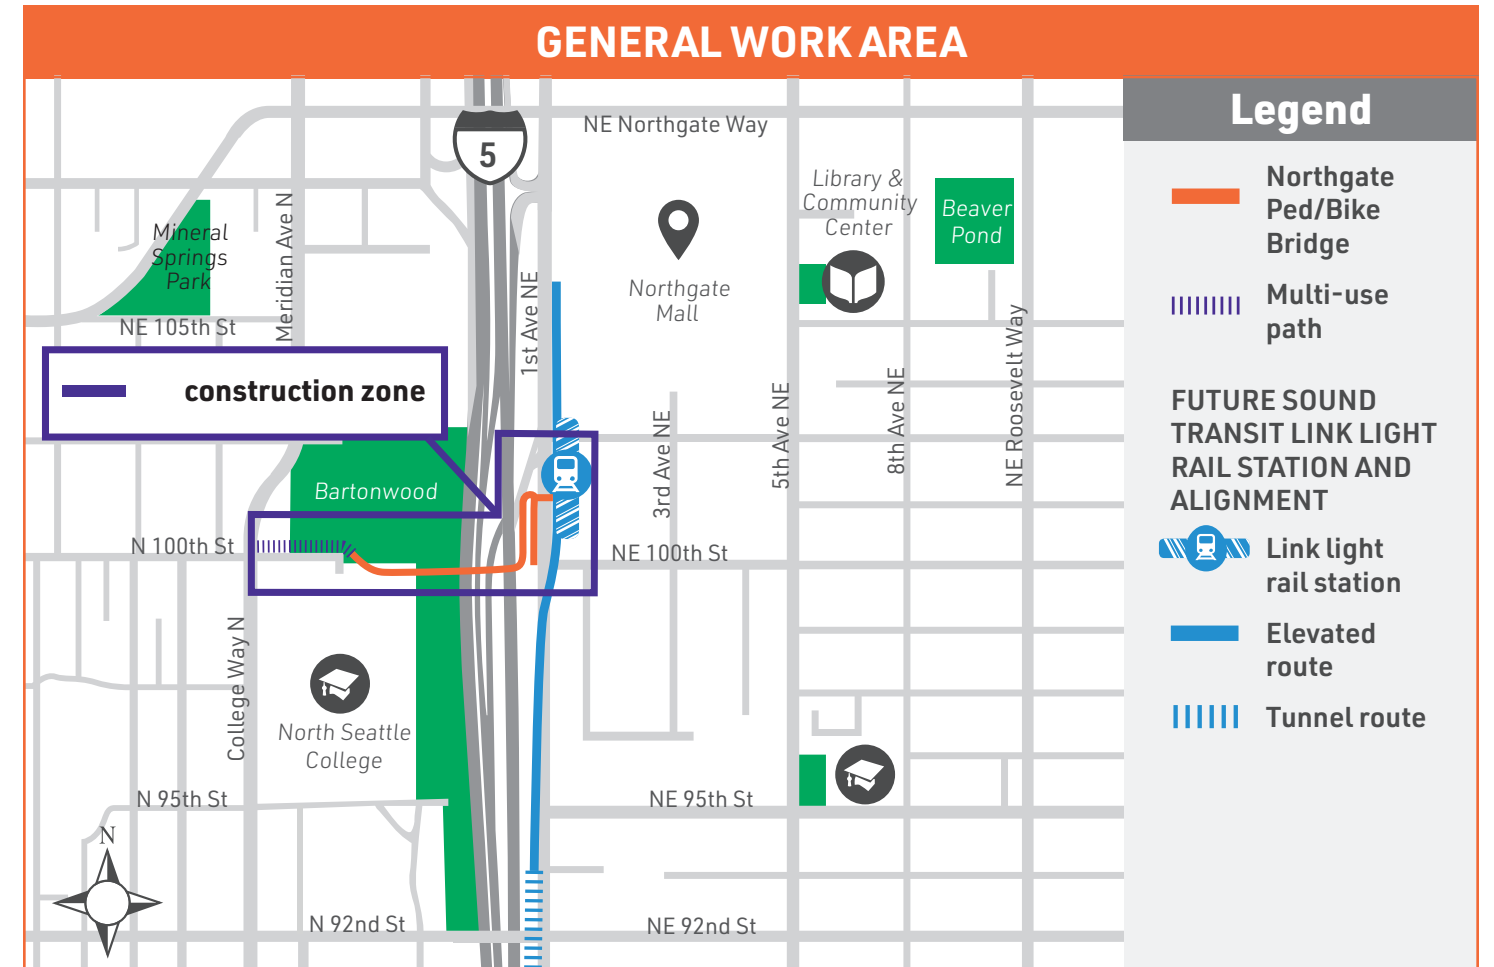 GENERAL WORK AREA
Legend
Northgate
Ped/Bike
Bridge
Multi-use
path
FUTURE SOUND
TRANSIT LINK LIGHT
RAIL STATION AND
ALIGNMENT
Link light
rail station
Elevated
route
Tunnel route
5
NE Northgate Way
Library &
Community
Center
Beaver
Pond
Mineral
Springs
Park
Meridian Ave N
Northgate
Mall
1st Ave NE
NE 105th St
construction zone
NE Roosevelt Way
8th Ave NE
5th Ave NE
3rd Ave NE
Bartonwood
N 100th St
NE 100th St
College Way N
North Seattle
College
N 95th St
NE 95th St
N
N 92nd St
NE 92nd St